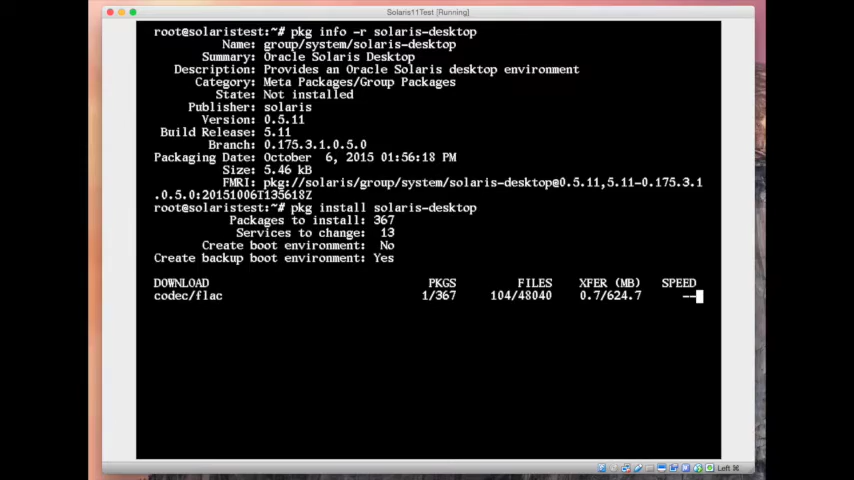 Solaris11Test [Running]
root@solaristest:~# pkg info -r solaris-desktop
Name: group/system/solaris-desktop
Summary: Oracle Solaris Desktop
Description: Provides an Oracle Solaris desktop environment
Category: Meta Packages/Group Packages
State: Not installed
Publisher: solaris
Version: 0.5.11
Build Release: 5.11
Branch: 0.175.3.1.0.5.0
Packaging Date: October  6, 2015 01:56:18 PM
Size: 5.46 kB
FMRI: pkg://solaris/group/system/solaris-desktop@0.5.11,5.11-0.175.3.1
.0.5.0:20151006T135618Z
root@solaristest:~# pkg install solaris-desktop
Packages to install: 367
Services to change:  13
Create boot environment:  No
Create backup boot environment: Yes
DOWNLOAD PKGS FILES XFER (MB) SPEED
codec/flac 1/367 104/48040 0.7/624.7 --
Left ⌘